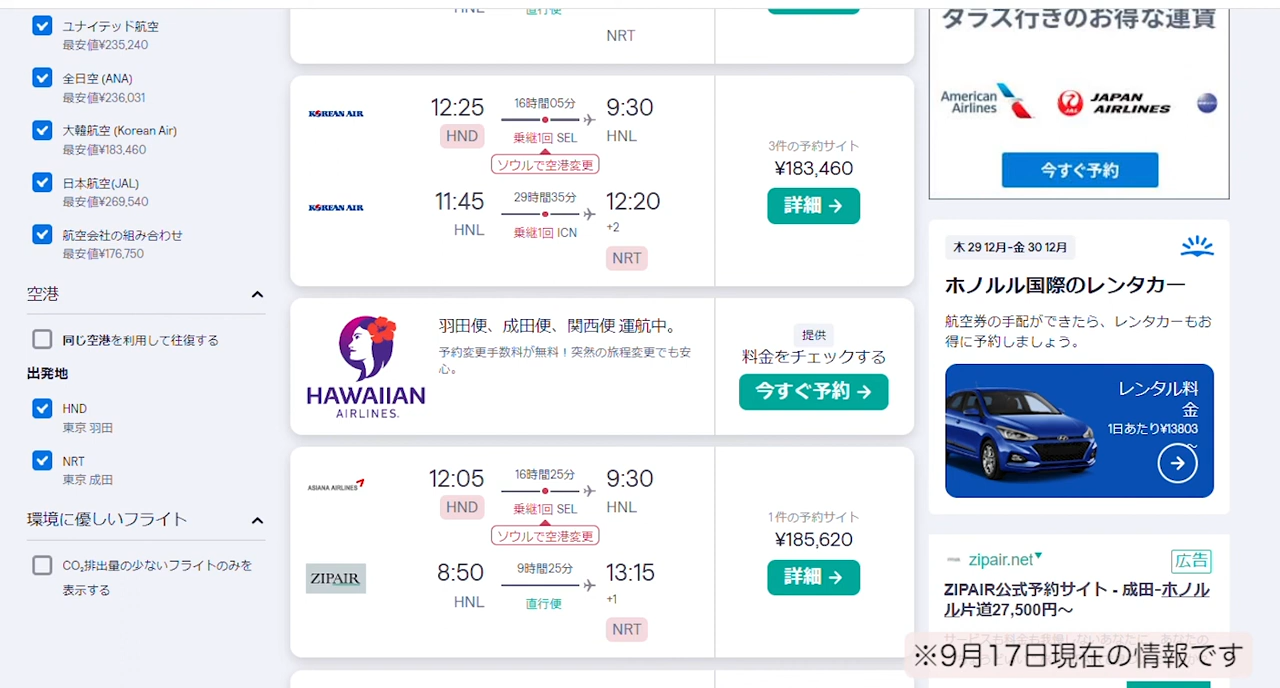 ユナイテッド航空
最安値¥235,240
全日空 (ANA)
最安値¥236,031
大韓航空 (Korean Air)
最安値¥183,460
日本航空(JAL)
最安値¥269,540
航空会社の組み合わせ
最安値¥176,750
空港
同じ空港を利用して往復する
出発地
HND
東京 羽田
NRT
東京 成田
環境に優しいフライト
CO₂排出量の少ないフライトのみを
表示する
HNL
直行便
NRT
KOREAN AIR
12:25
HND
16時間05分
乗継1回 SEL
ソウルで空港変更
9:30
HNL
KOREAN AIR
11:45
HNL
29時間35分
乗継1回 ICN
12:20
+2
NRT
3件の予約サイト
¥183,460
詳細 →
HAWAIIAN
AIRLINES.
羽田便、成田便、関西便 運航中。
予約変更手数料が無料！突然の旅程変更でも安
心。
提供
料金をチェックする
今すぐ予約 →
ASIANA AIRLINES
12:05
HND
16時間25分
乗継1回 SEL
ソウルで空港変更
9:30
HNL
ZIPAIR
8:50
HNL
9時間25分
直行便
13:15
+1
NRT
1件の予約サイト
¥185,620
詳細 →
ダラス行きのお得な運賃
American
Airlines
JAL
JAPAN
AIRLINES
今すぐ予約
木 29 12月-金 30 12月
ホノルル国際のレンタカー
航空券の手配ができたら、レンタカーもお
得に予約しましょう。
レンタル料
金
1日あたり¥13803
～
zipair.net
広告
ZIPAIR公式予約サイト - 成田-ホノル
ル片道27,500円～
※9月17日現在の情報です